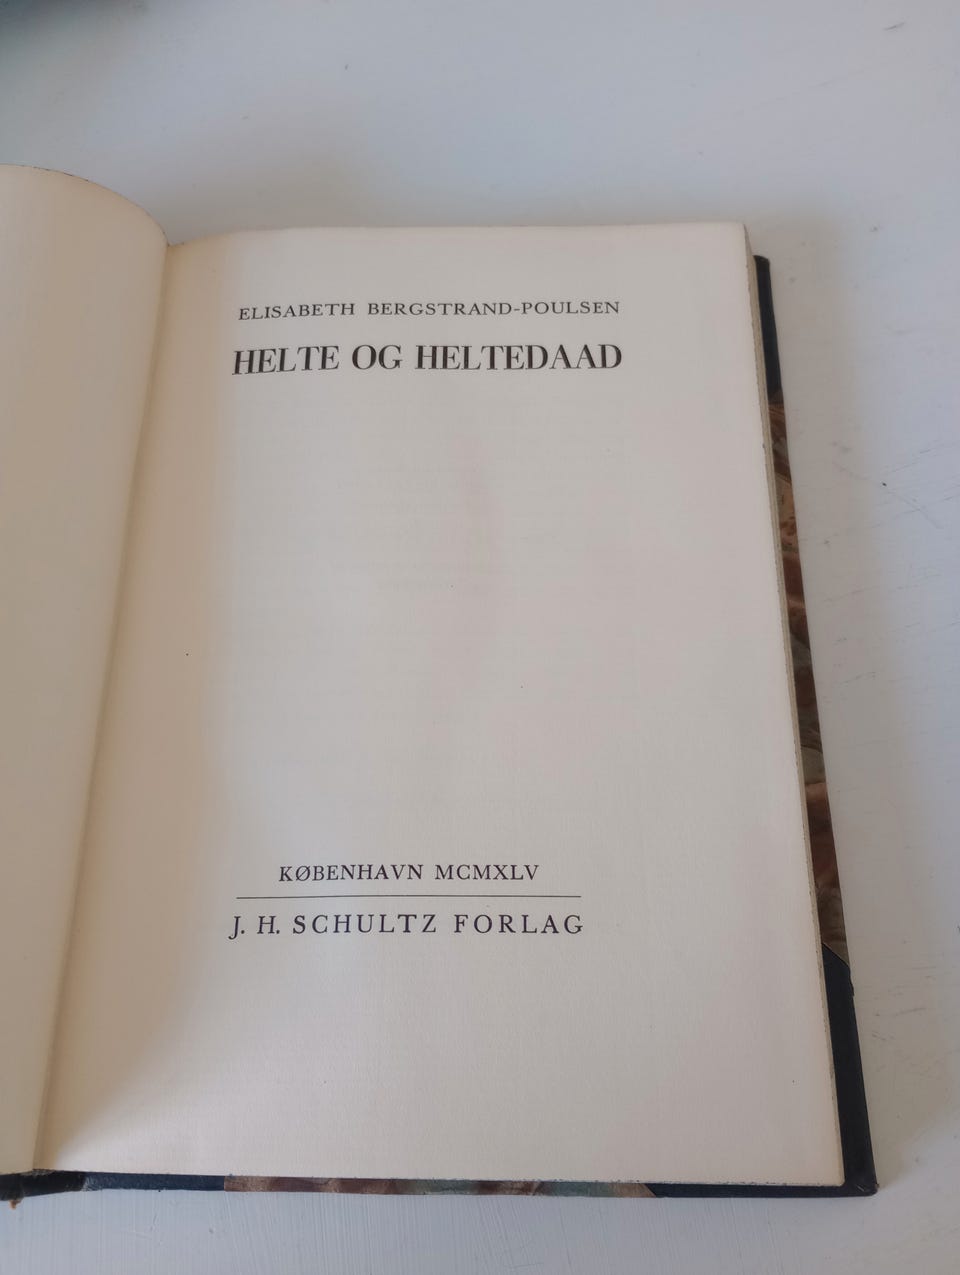 ELISABETH BERGSTRAND-POULSEN
HELTE OG HELTEDAAD
KØBENHAVN MCMXLV
J. H. SCHULTZ FORLAG